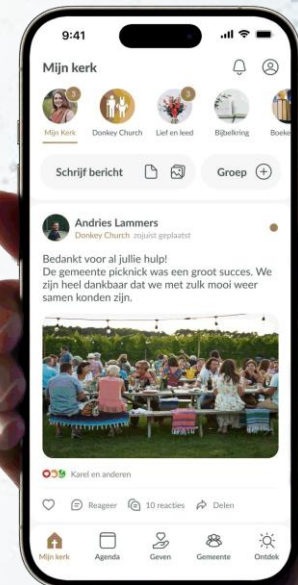 9:41
Mijn kerk
3
3
Mijn Kerk
Donkey Church
Lief en leed
Bijbelkring
Boeke
Schrijf bericht
Groep
Andries Lammers
Donkey Church zojuist geplaatst
Bedankt voor al jullie hulp!
De gemeente picknick was een groot succes. We
zijn heel dankbaar dat we met zulk mooi weer
samen konden zijn.
Karel en anderen
Reageer
10 reacties
Delen
Mijn kerk
Agenda
Geven
Gemeente
Ontdek